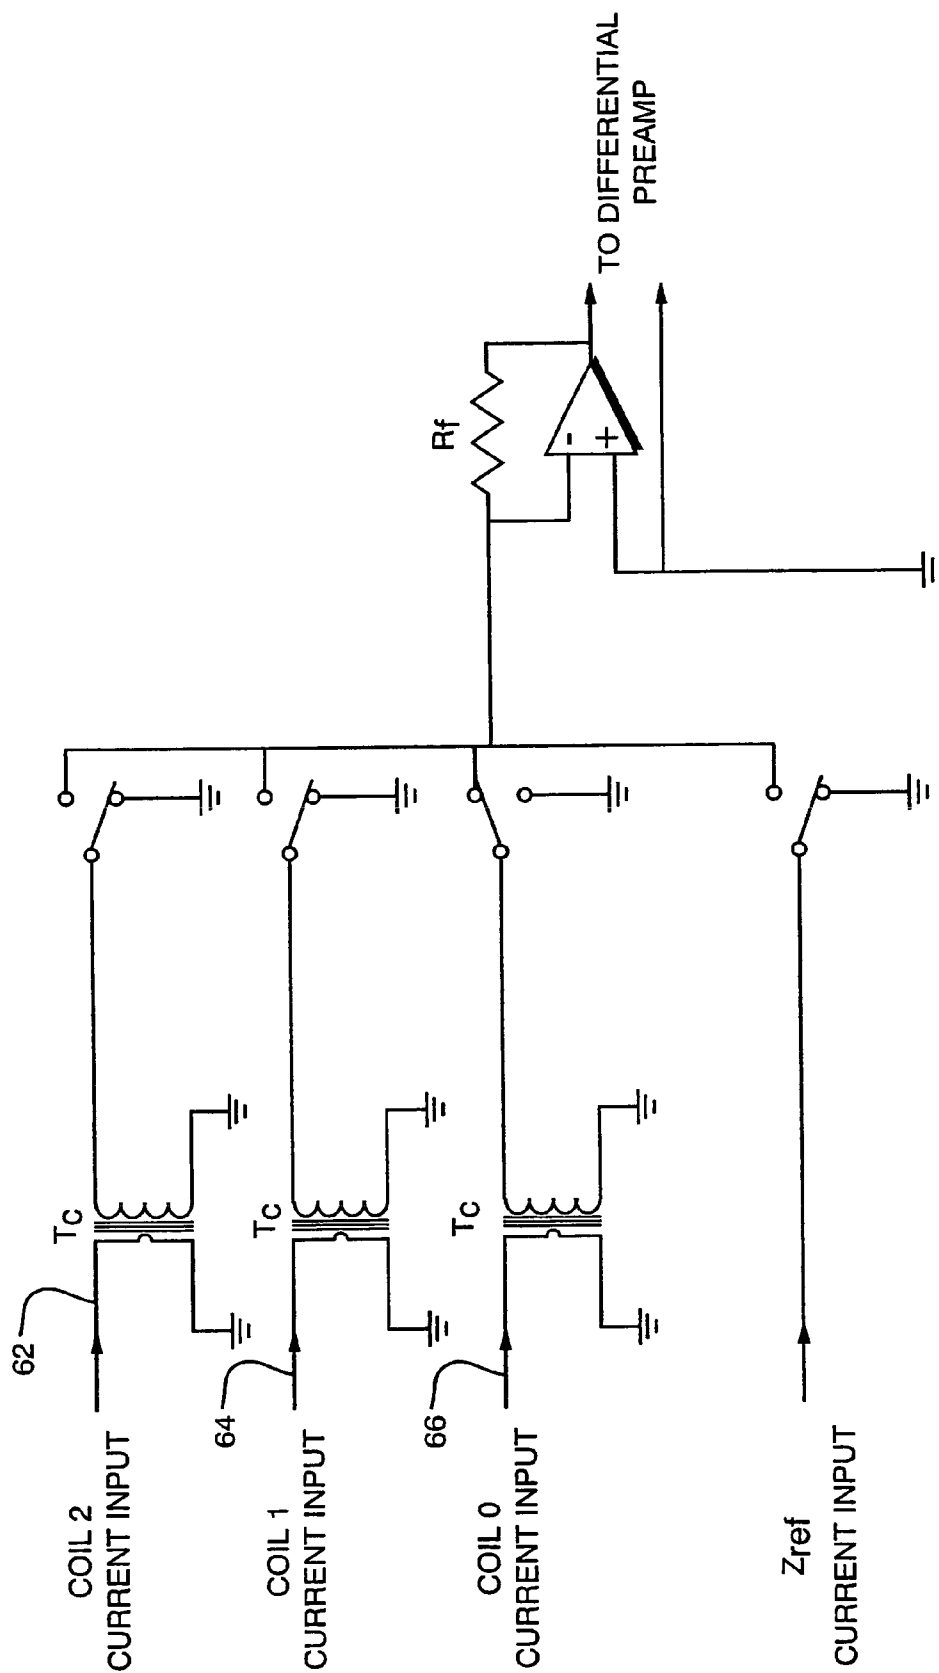 62
COIL 2
CURRENT INPUT
TC
64
COIL 1
CURRENT INPUT
TC
66
COIL 0
CURRENT INPUT
TC
Zref
CURRENT INPUT
Rf
-
+
TO DIFFERENTIAL
PREAMP